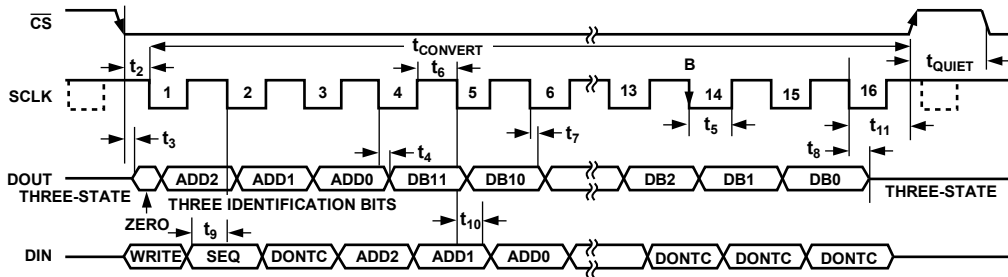 CS
tCONVERT
tQUIET
t2 t6 B
SCLK 1 2 3 4 5 6 13 14 15 16
t3 t4 t7 t5 t8 t11
DOUT ADD2 ADD1 ADD0 DB11 DB10 DB2 DB1 DB0
THREE-STATE THREE IDENTIFICATION BITS THREE-STATE
ZERO t9 t10
DIN WRITE SEQ DONTC ADD2 ADD1 ADD0 DONTC DONTC DONTC